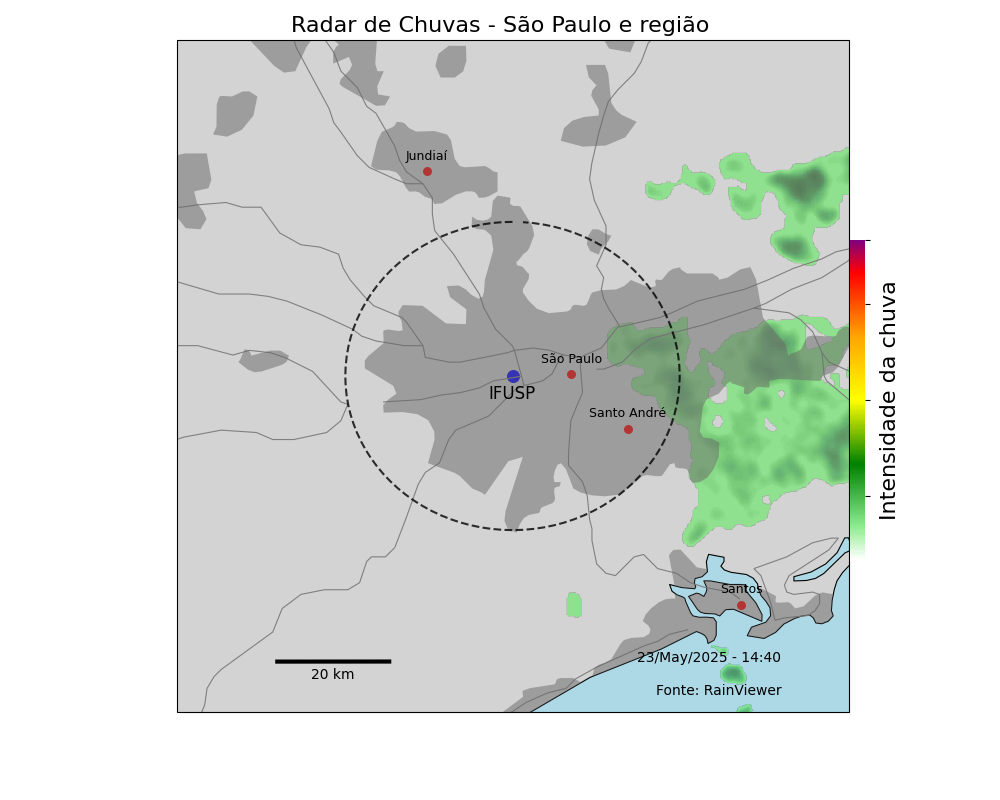 Radar de Chuvas - São Paulo e região
Jundiaí
São Paulo
IFUSP
Santo André
Intensidade da chuva
Santos
23/May/2025 - 14:40
20 km
Fonte: RainViewer